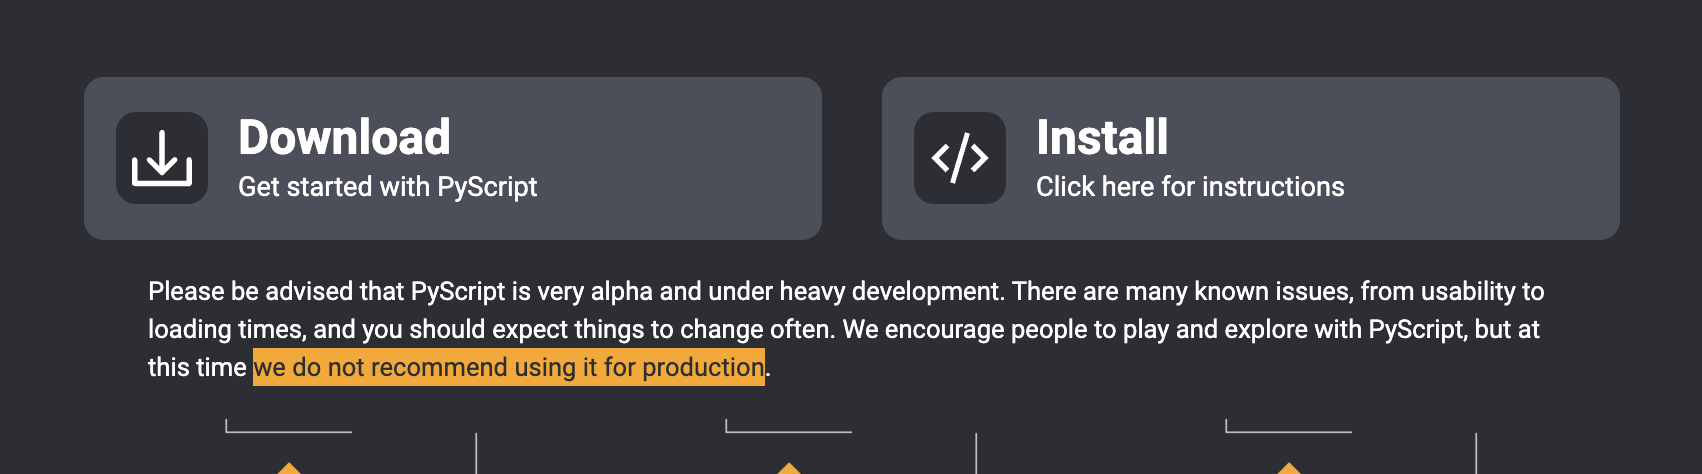 Download
Get started with PyScript
Install
Click here for instructions
Please be advised that PyScript is very alpha and under heavy development. There are many known issues, from usability to
loading times, and you should expect things to change often. We encourage people to play and explore with PyScript, but at
this time we do not recommend using it for production.